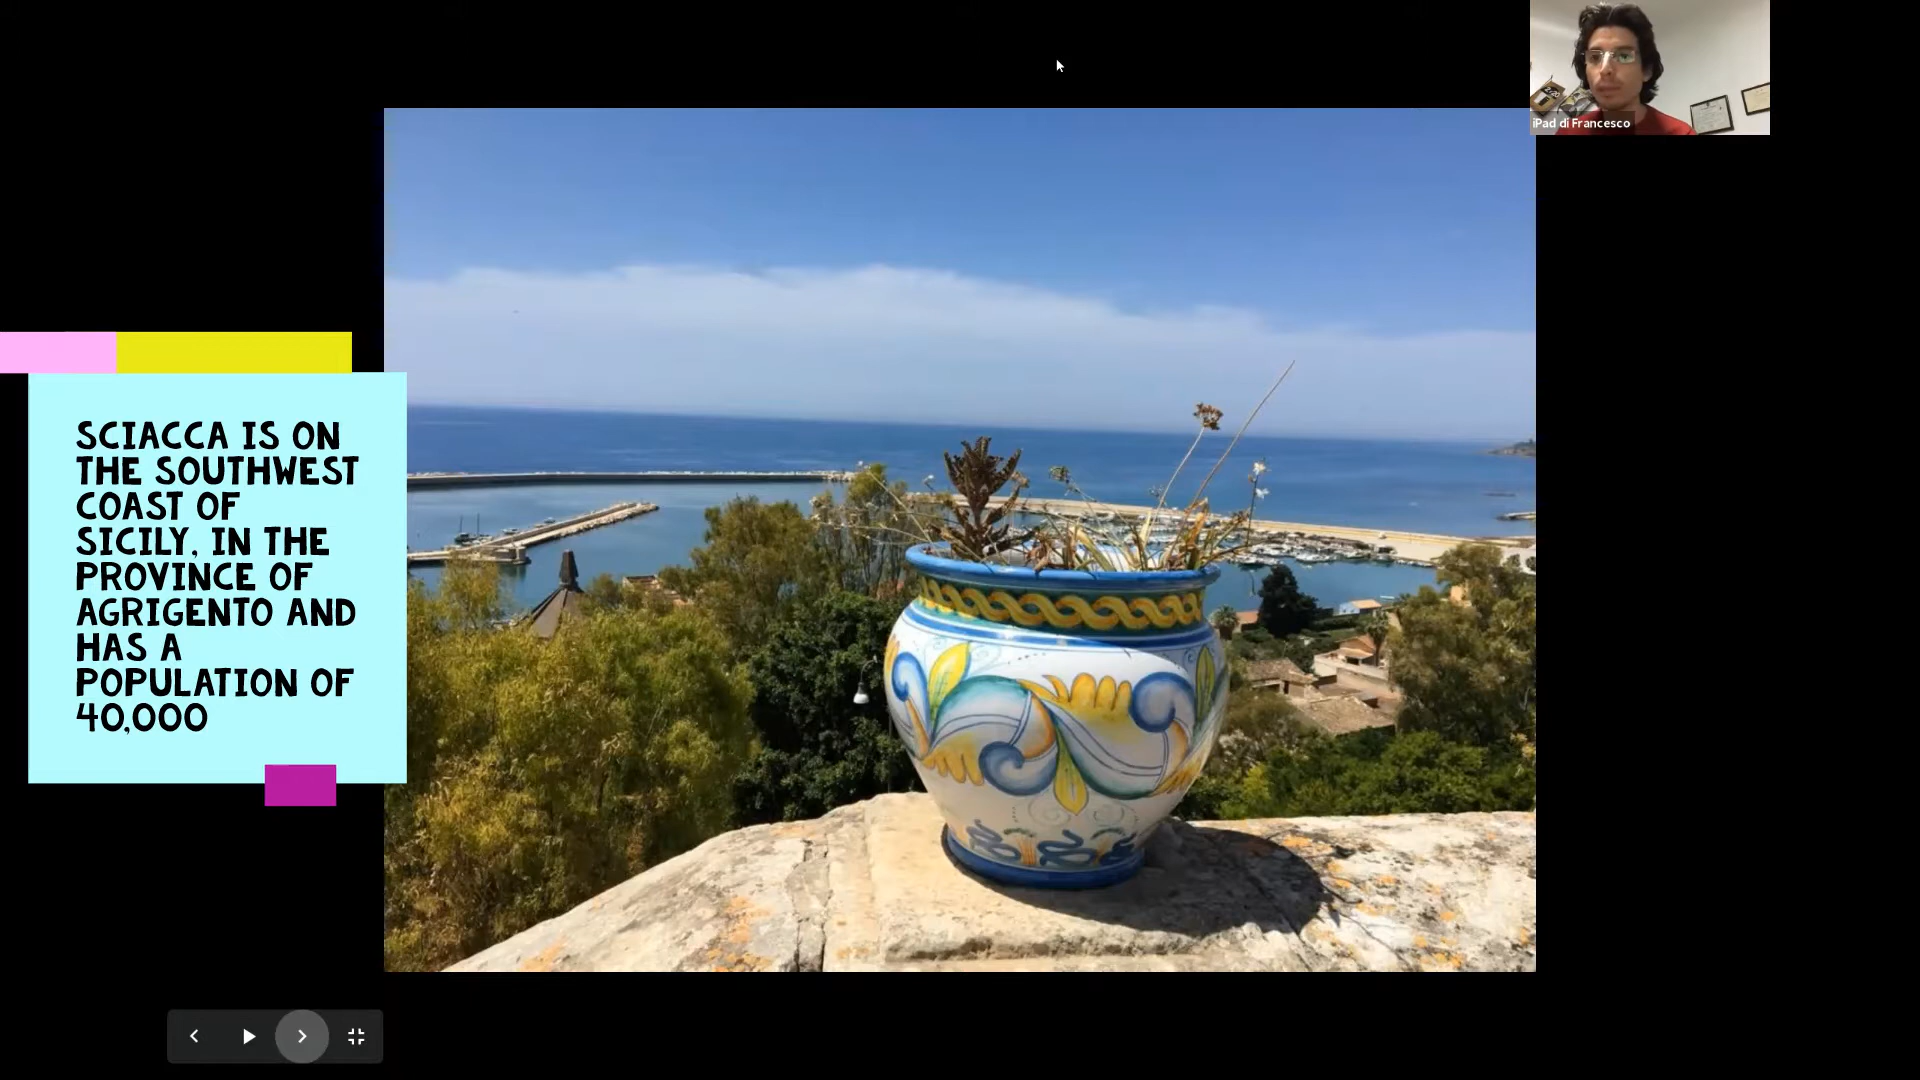 iPad di Francesco
SCIACCA IS ON
THE SOUTHWEST
COAST OF
SICILY, IN THE
PROVINCE OF
AGRIGENTO AND
HAS A
POPULATION OF
40,000